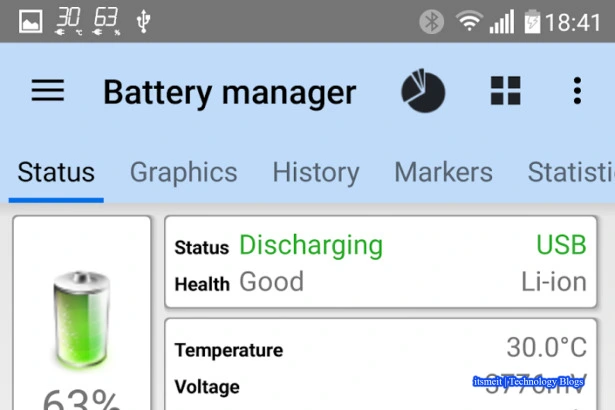 30 °C 63 % 18:41
Battery manager
Status Graphics History Markers Statisti
Status Discharging USB
Health Good Li-ion
Temperature 30.0°C
Voltage
itsmeit | Technology Blogs
63%